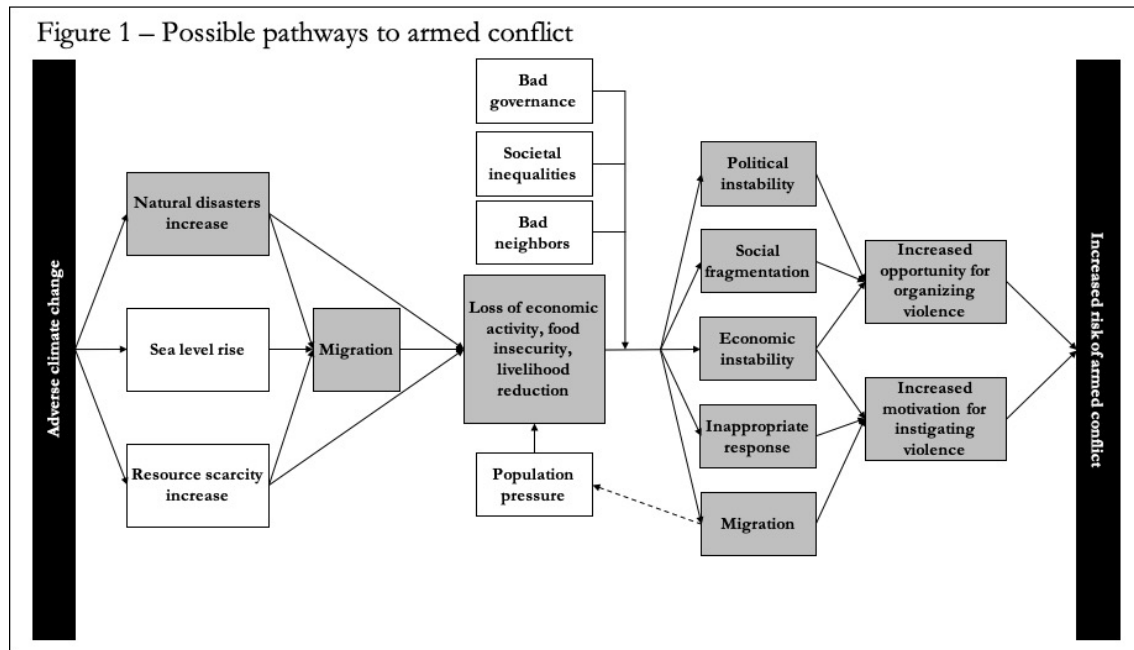 Figure 1 – Possible pathways to armed conflict
Adverse climate change
Natural disasters
increase
Sea level rise
Resource scarcity
increase
Migration
Bad
governance
Societal
inequalities
Bad
neighbors
Loss of economic
activity, food
insecurity,
livelihood
reduction
Population
pressure
Political
instability
Social
fragmentation
Economic
instability
Inappropriate
response
Migration
Increased
opportunity for
organizing
violence
Increased
motivation for
instigating
violence
Increased risk of armed conflict